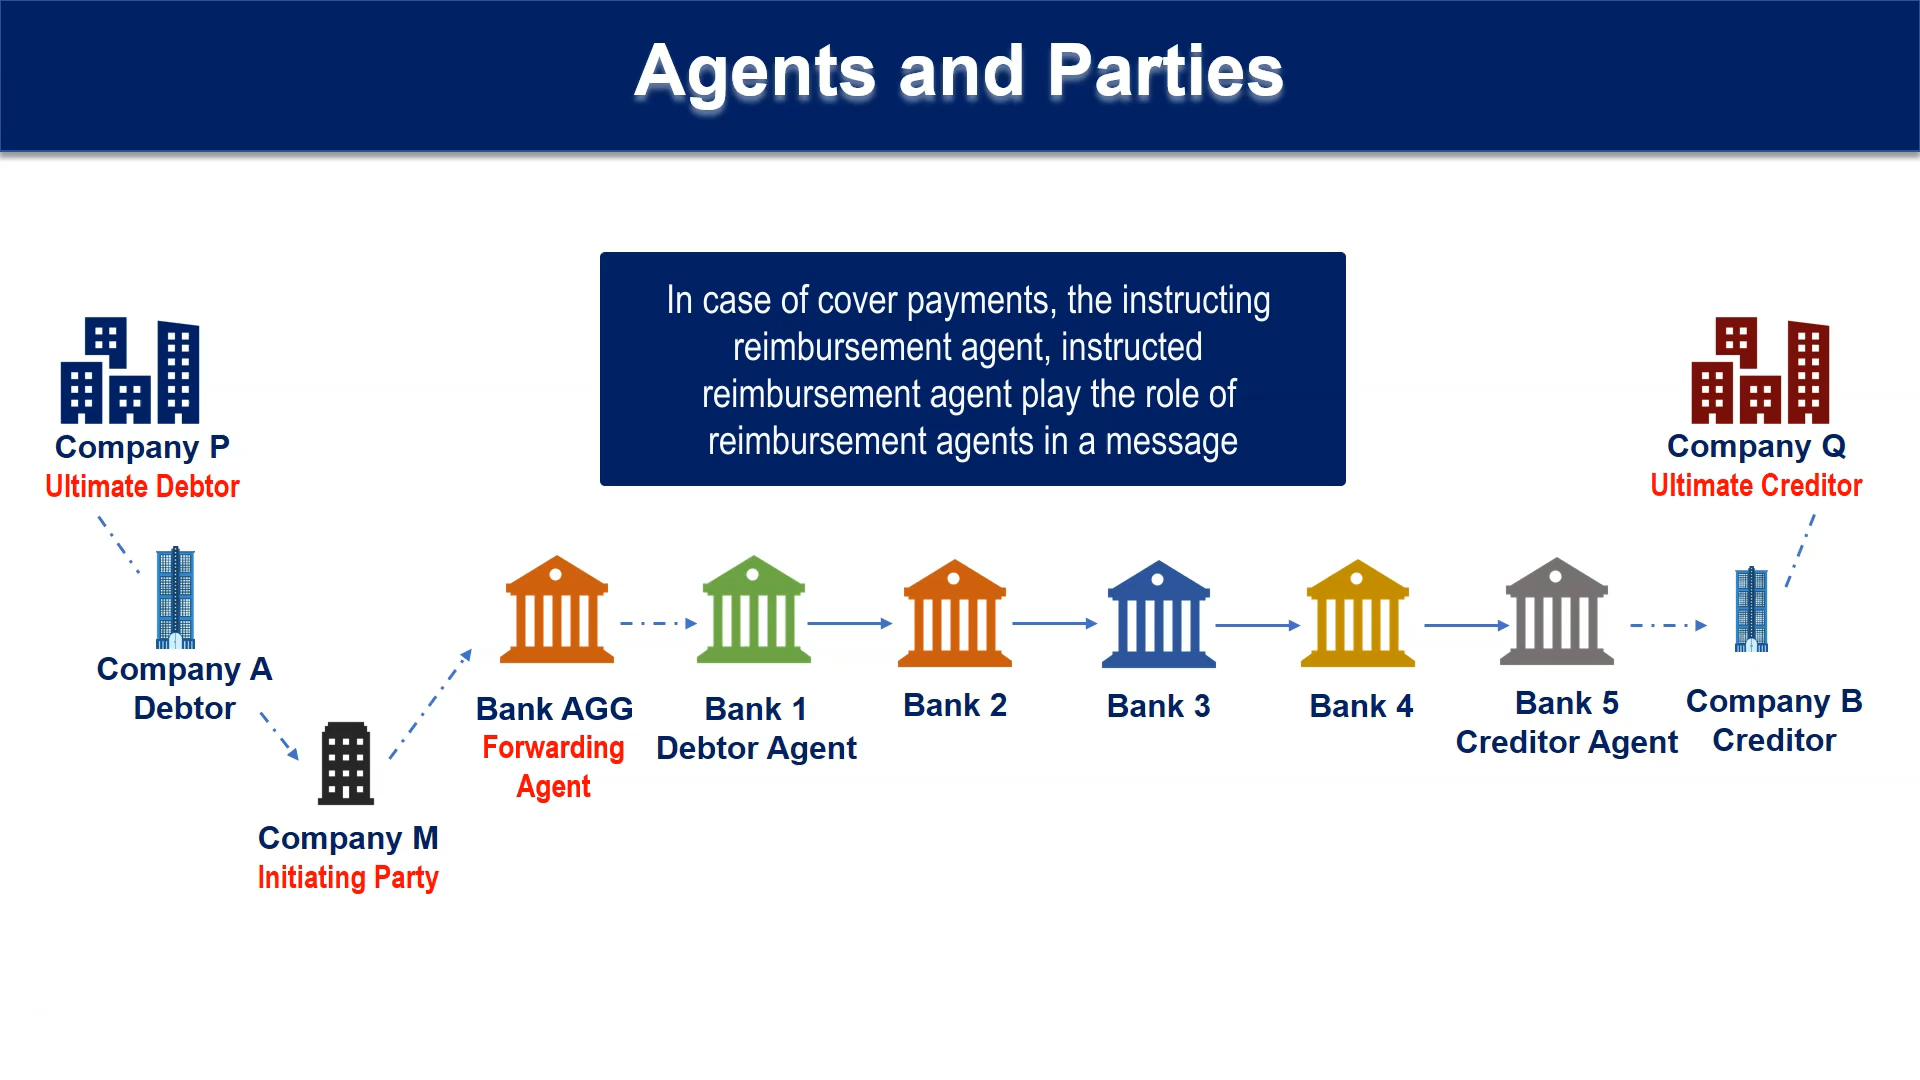 Agents and Parties
In case of cover payments, the instructing
reimbursement agent, instructed
reimbursement agent play the role of
reimbursement agents in a message
Company P
Ultimate Debtor
Company Q
Ultimate Creditor
Company A
Debtor
Company M
Initiating Party
Bank AGG
Forwarding
Agent
Bank 1
Debtor Agent
Bank 2
Bank 3
Bank 4
Bank 5
Creditor Agent
Company B
Creditor